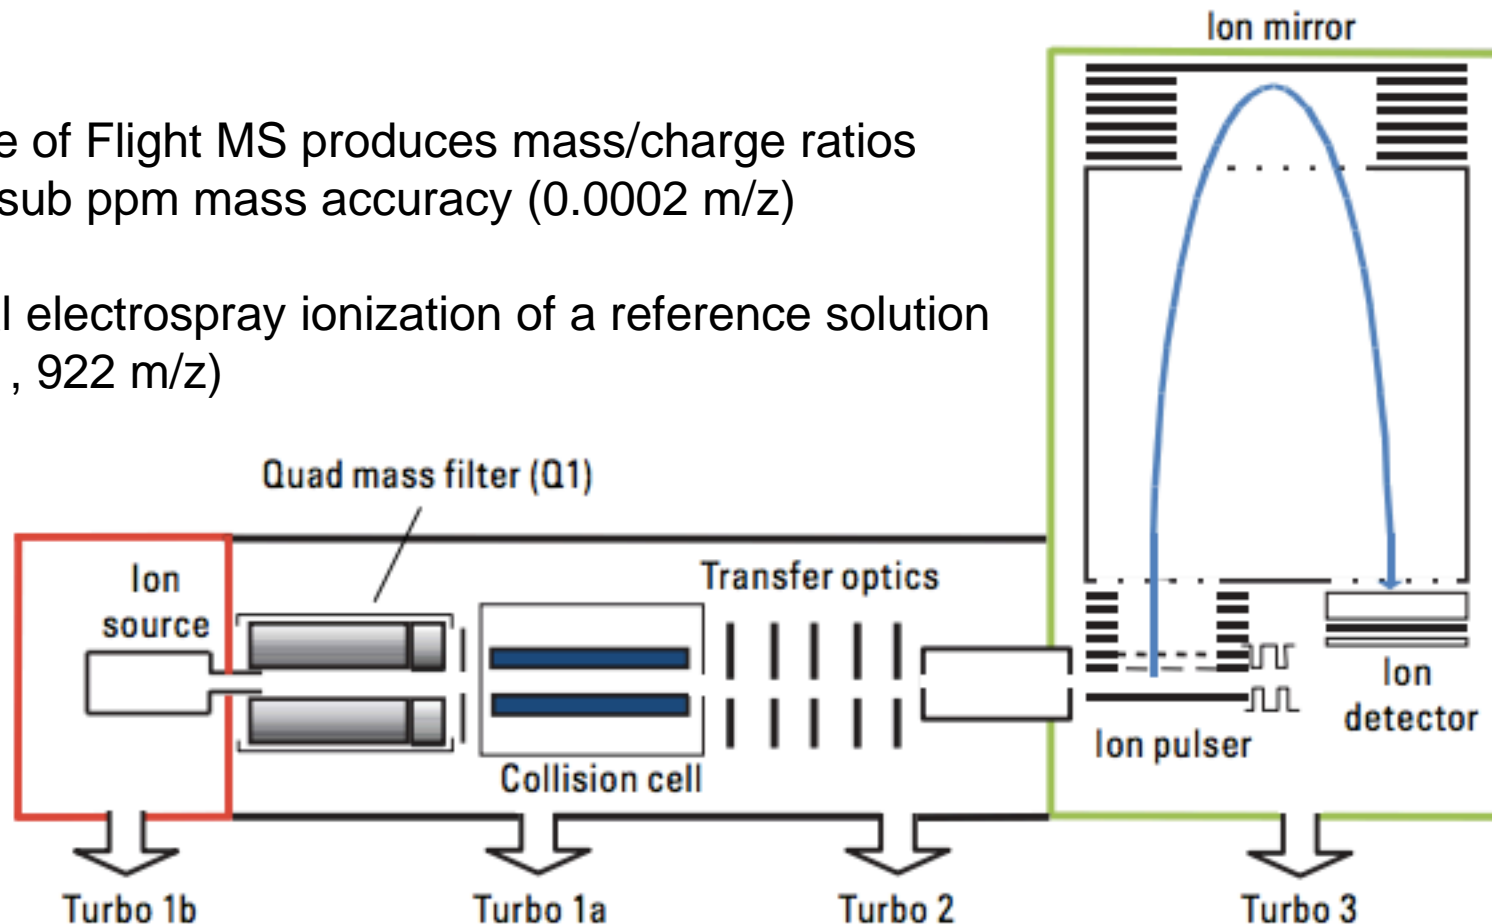 Ion mirror
e of Flight MS produces mass/charge ratios
sub ppm mass accuracy (0.0002 m/z)
l electrospray ionization of a reference solution
, 922 m/z)
Quad mass filter (Q1)
Ion
source
Transfer optics
Collision cell
Ion pulser
Ion
detector
Turbo 1b
Turbo 1a
Turbo 2
Turbo 3